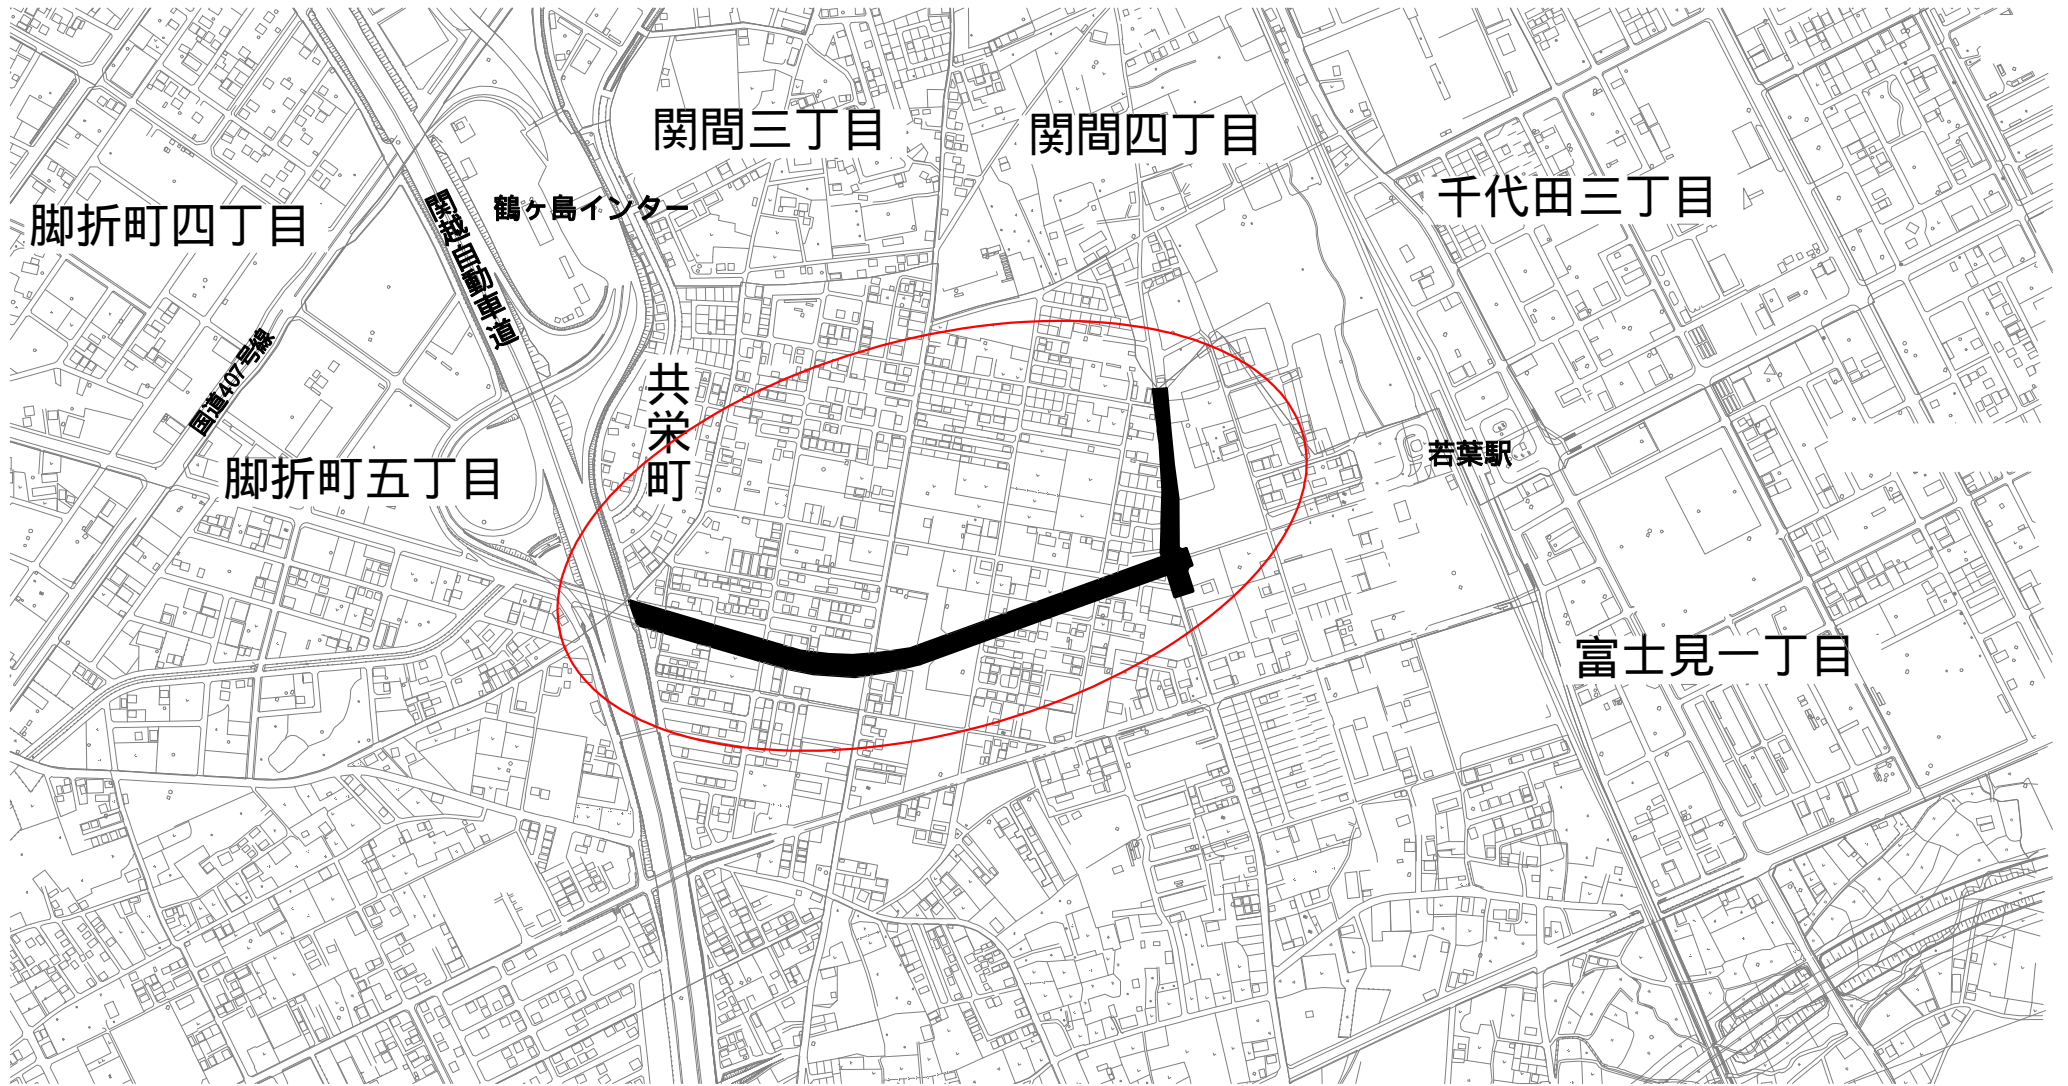 関間三丁目
関間四丁目
千代田三丁目
脚折町四丁目
鶴ヶ島インター
関越自動車道
国道407号線
共栄町
若葉駅
脚折町五丁目
富士見一丁目